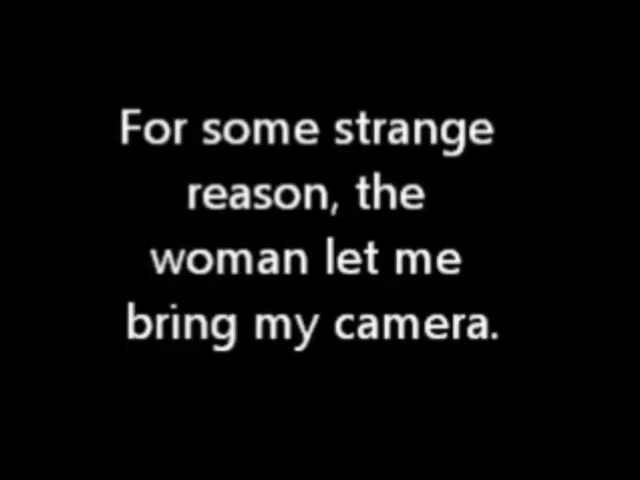 For some strange
reason, the
woman let me
bring my camera.